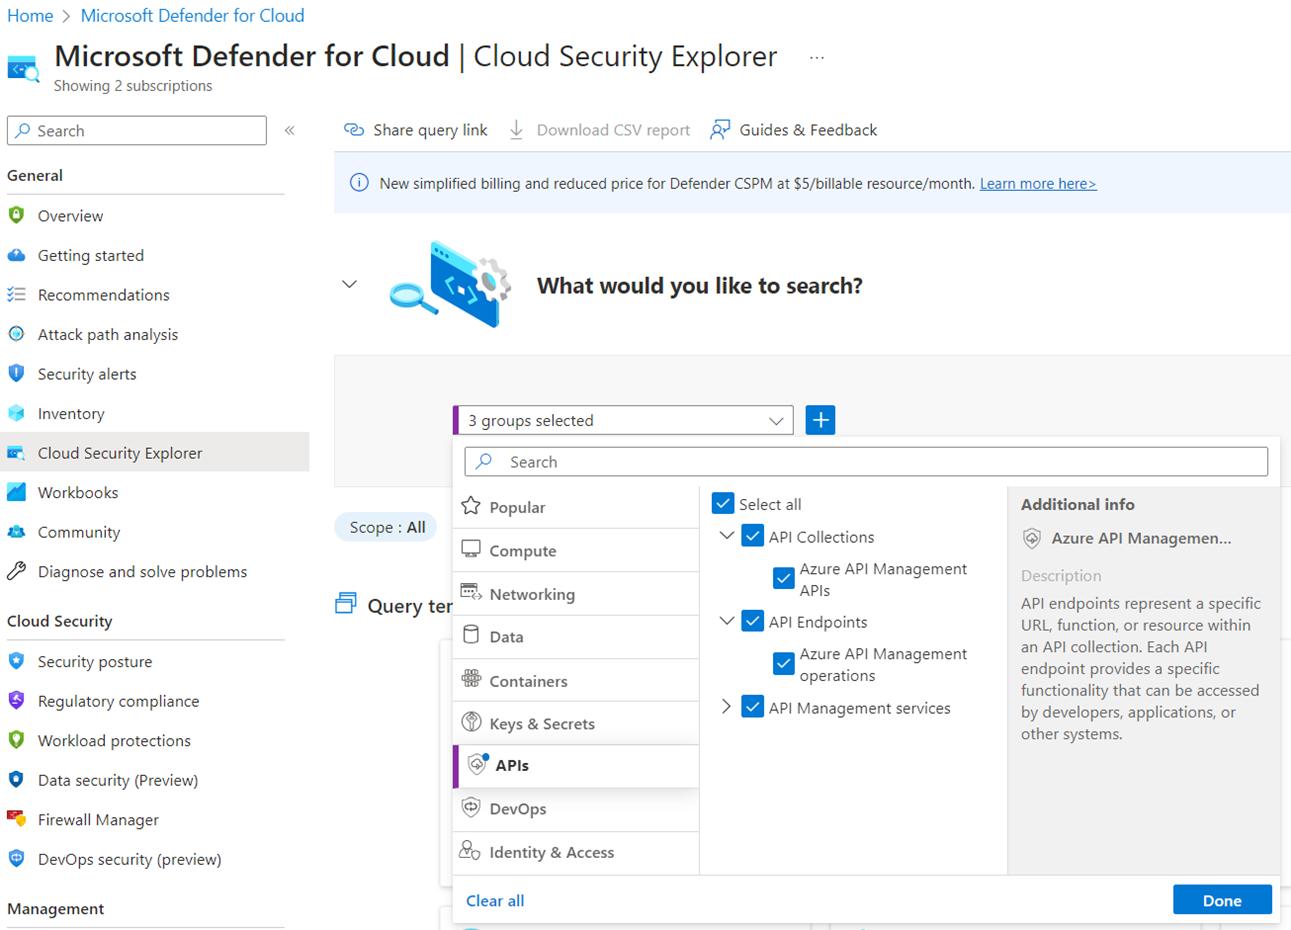 Home > Microsoft Defender for Cloud
Microsoft Defender for Cloud | Cloud Security Explorer ...
Showing 2 subscriptions
Search «
General
Overview
Getting started
Recommendations
Attack path analysis
Security alerts
Inventory
Cloud Security Explorer
Workbooks
Community
Diagnose and solve problems
Cloud Security
Security posture
Regulatory compliance
Workload protections
Data security (Preview)
Firewall Manager
DevOps security (preview)
Management
Share query link Download CSV report Guides & Feedback
New simplified billing and reduced price for Defender CSPM at $5/billable resource/month. Learn more here>
What would you like to search?
3 groups selected +
Search
Scope : All
Query ter
Popular
Compute
Networking
Data
Containers
Keys & Secrets
APIs
DevOps
Identity & Access
Select all
API Collections
Azure API Management
APIs
API Endpoints
Azure API Management
operations
API Management services
Additional info
Azure API Managemen...
Description
API endpoints represent a specific
URL, function, or resource within
an API collection. Each API
endpoint provides a specific
functionality that can be accessed
by developers, applications, or
other systems.
Clear all Done